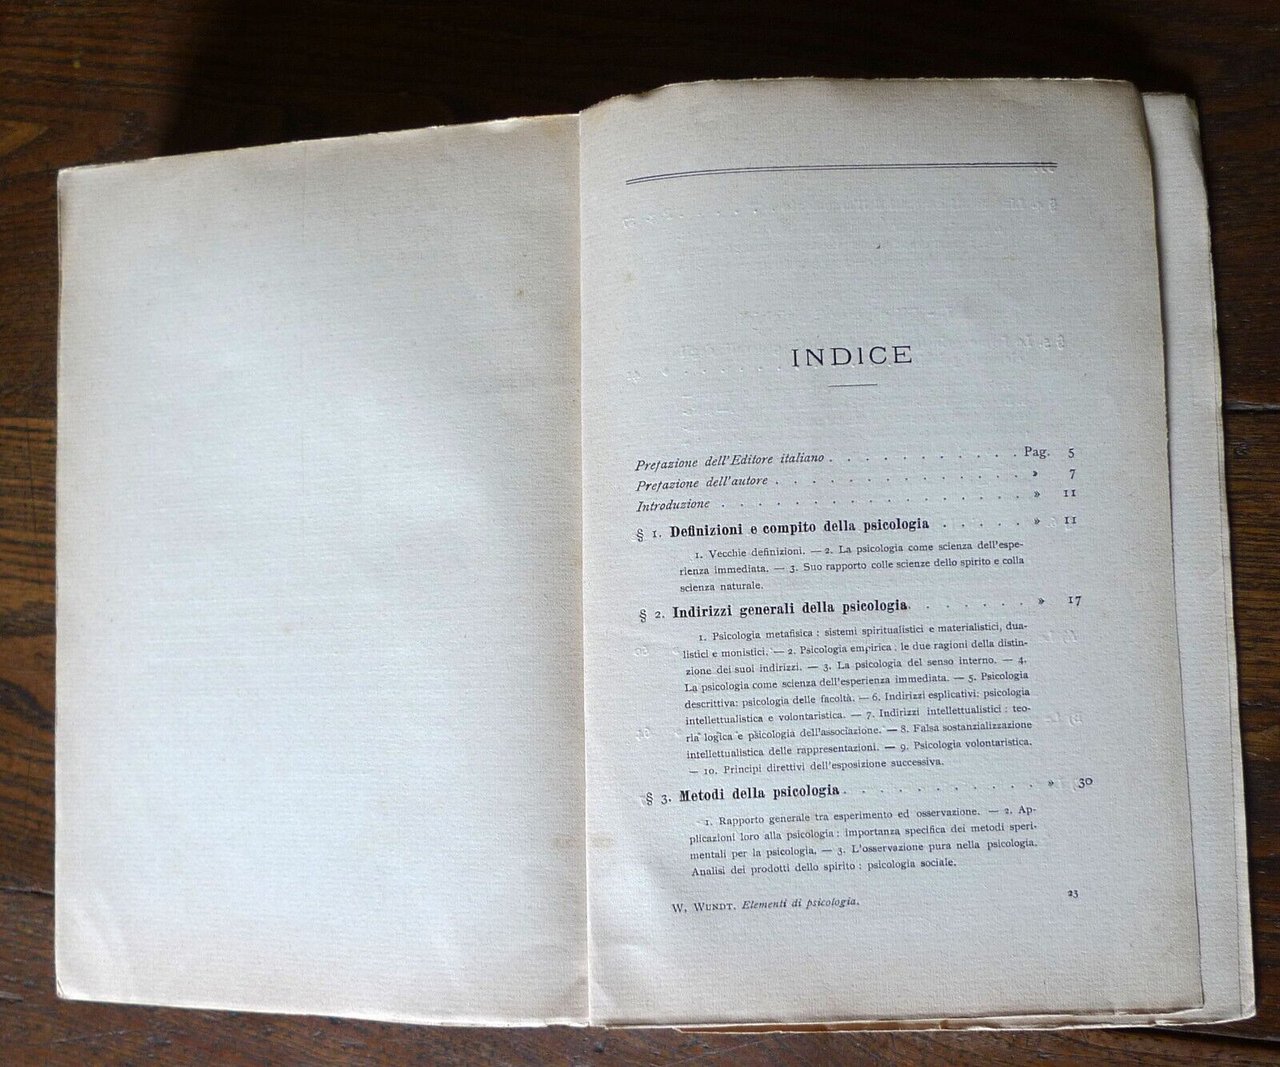 INDICE
Prefazione dell'Editore italiano . . . . . . . . . . . Pag. 5
Prefazione dell'autore . . . . . . . . . . . . . . » 7
Introduzione . . . . . . . . . . . . . . . . . » 11
§ 1. Definizioni e compito della psicologia . . . . . » 11
1. Vecchie definizioni. — 2. La psicologia come scienza dell'espe-
rienza immediata. — 3. Suo rapporto colle scienze dello spirito e colla
scienza naturale.
§ 2. Indirizzi generali della psicologia. . . . . . . » 17
1. Psicologia metafisica : sistemi spiritualistici e materialistici, dua-
listici e monistici. — 2. Psicologia empirica : le due ragioni della distin-
zione dei suoi indirizzi. — 3. La psicologia del senso interno. — 4.
La psicologia come scienza dell'esperienza immediata. — 5. Psicologia
descrittiva: psicologia delle facoltà. — 6. Indirizzi esplicativi: psicologia
intellettualistica e volontaristica. — 7. Indirizzi intellettualistici : teo-
ria logica e psicologia dell'associazione. — 8. Falsa sostanzializzazione
intellettualistica delle rappresentazioni. — 9. Psicologia volontaristica.
— 10. Principi direttivi dell'esposizione successiva.
§ 3. Metodi della psicologia . . . . . . . . . . . » 30
1. Rapporto generale tra esperimento ed osservazione. — 2. Ap-
plicazioni loro alla psicologia : importanza specifica dei metodi speri-
mentali per la psicologia. — 3. L'osservazione pura nella psicologia.
Analisi dei prodotti dello spirito : psicologia sociale.
W. WUNDT. Elementi di psicologia. 23